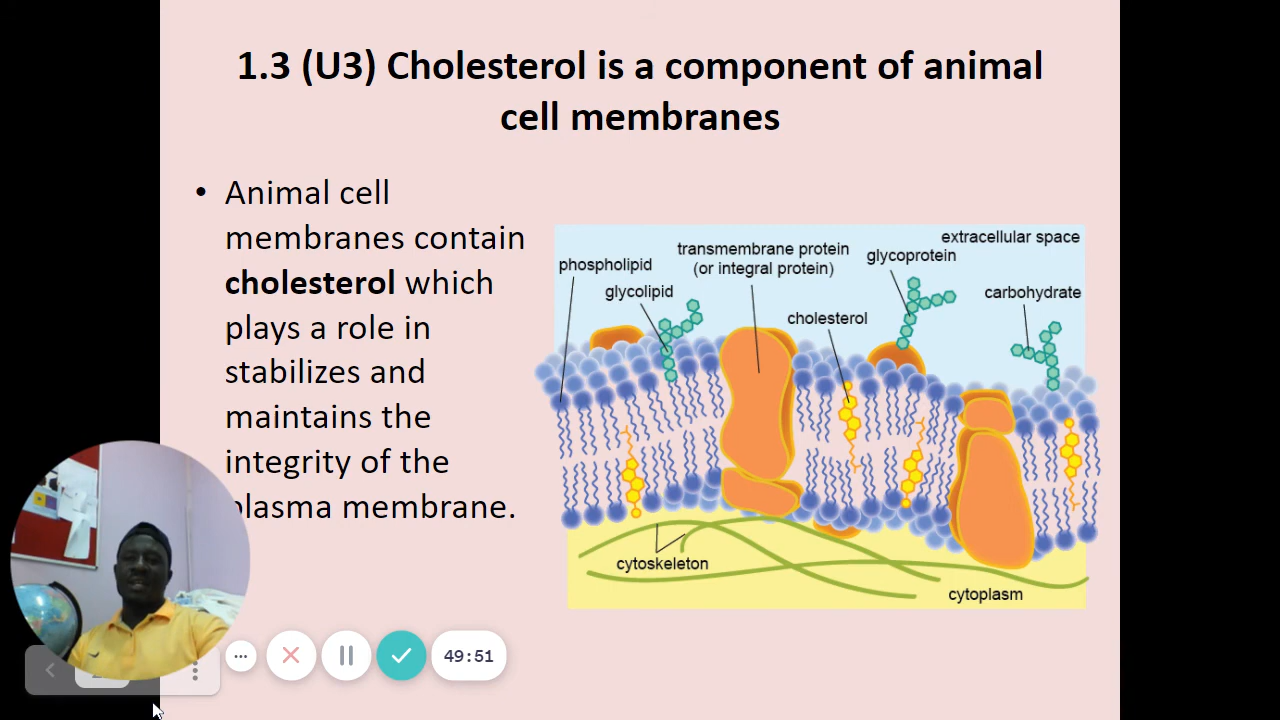 1.3 (U3) Cholesterol is a component of animal
cell membranes
• Animal cell
membranes contain
cholesterol which
plays a role in
stabilizes and
maintains the
integrity of the
plasma membrane.
extracellular space
transmembrane protein
(or integral protein)
glycoprotein
phospholipid
glycolipid
carbohydrate
cholesterol
cytoskeleton
cytoplasm
49:51